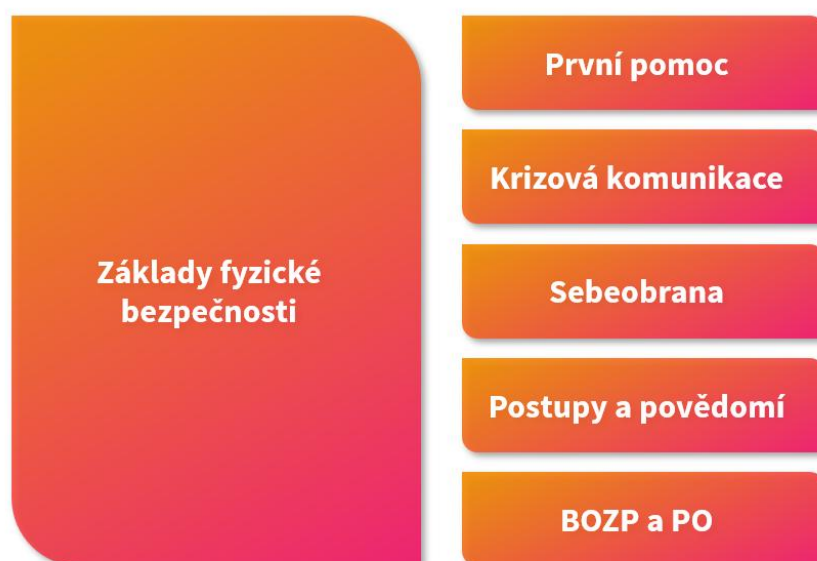 Základy fyzické
bezpečnosti
První pomoc
Krizová komunikace
Sebeobrana
Postupy a povědomí
BOZP a PO